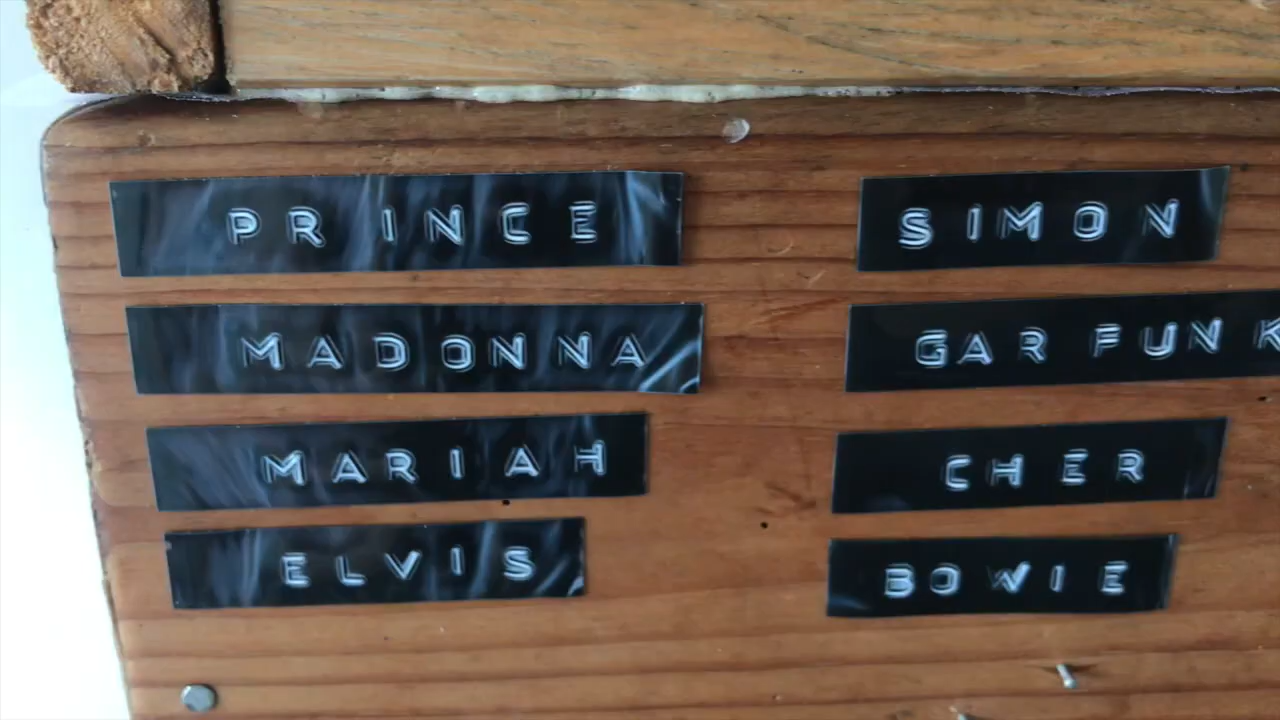 PRINCE
MADONNA
MARIAH
ELVIS
SIMON
GARFUNK
CHER
BOWIE